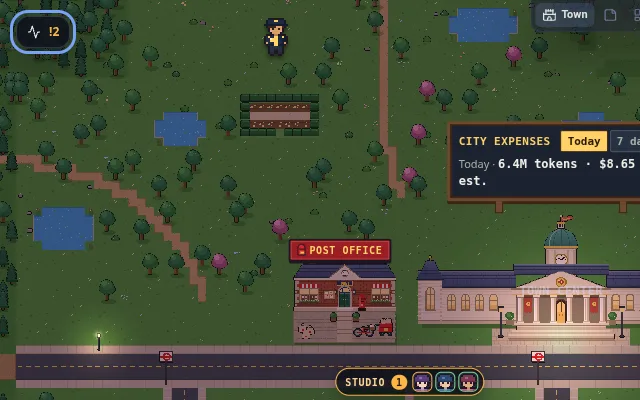 !2
Town
CITY EXPENSES Today 7 da
Today · 6.4M tokens · $8.65
est.
POST OFFICE
STUDIO 1